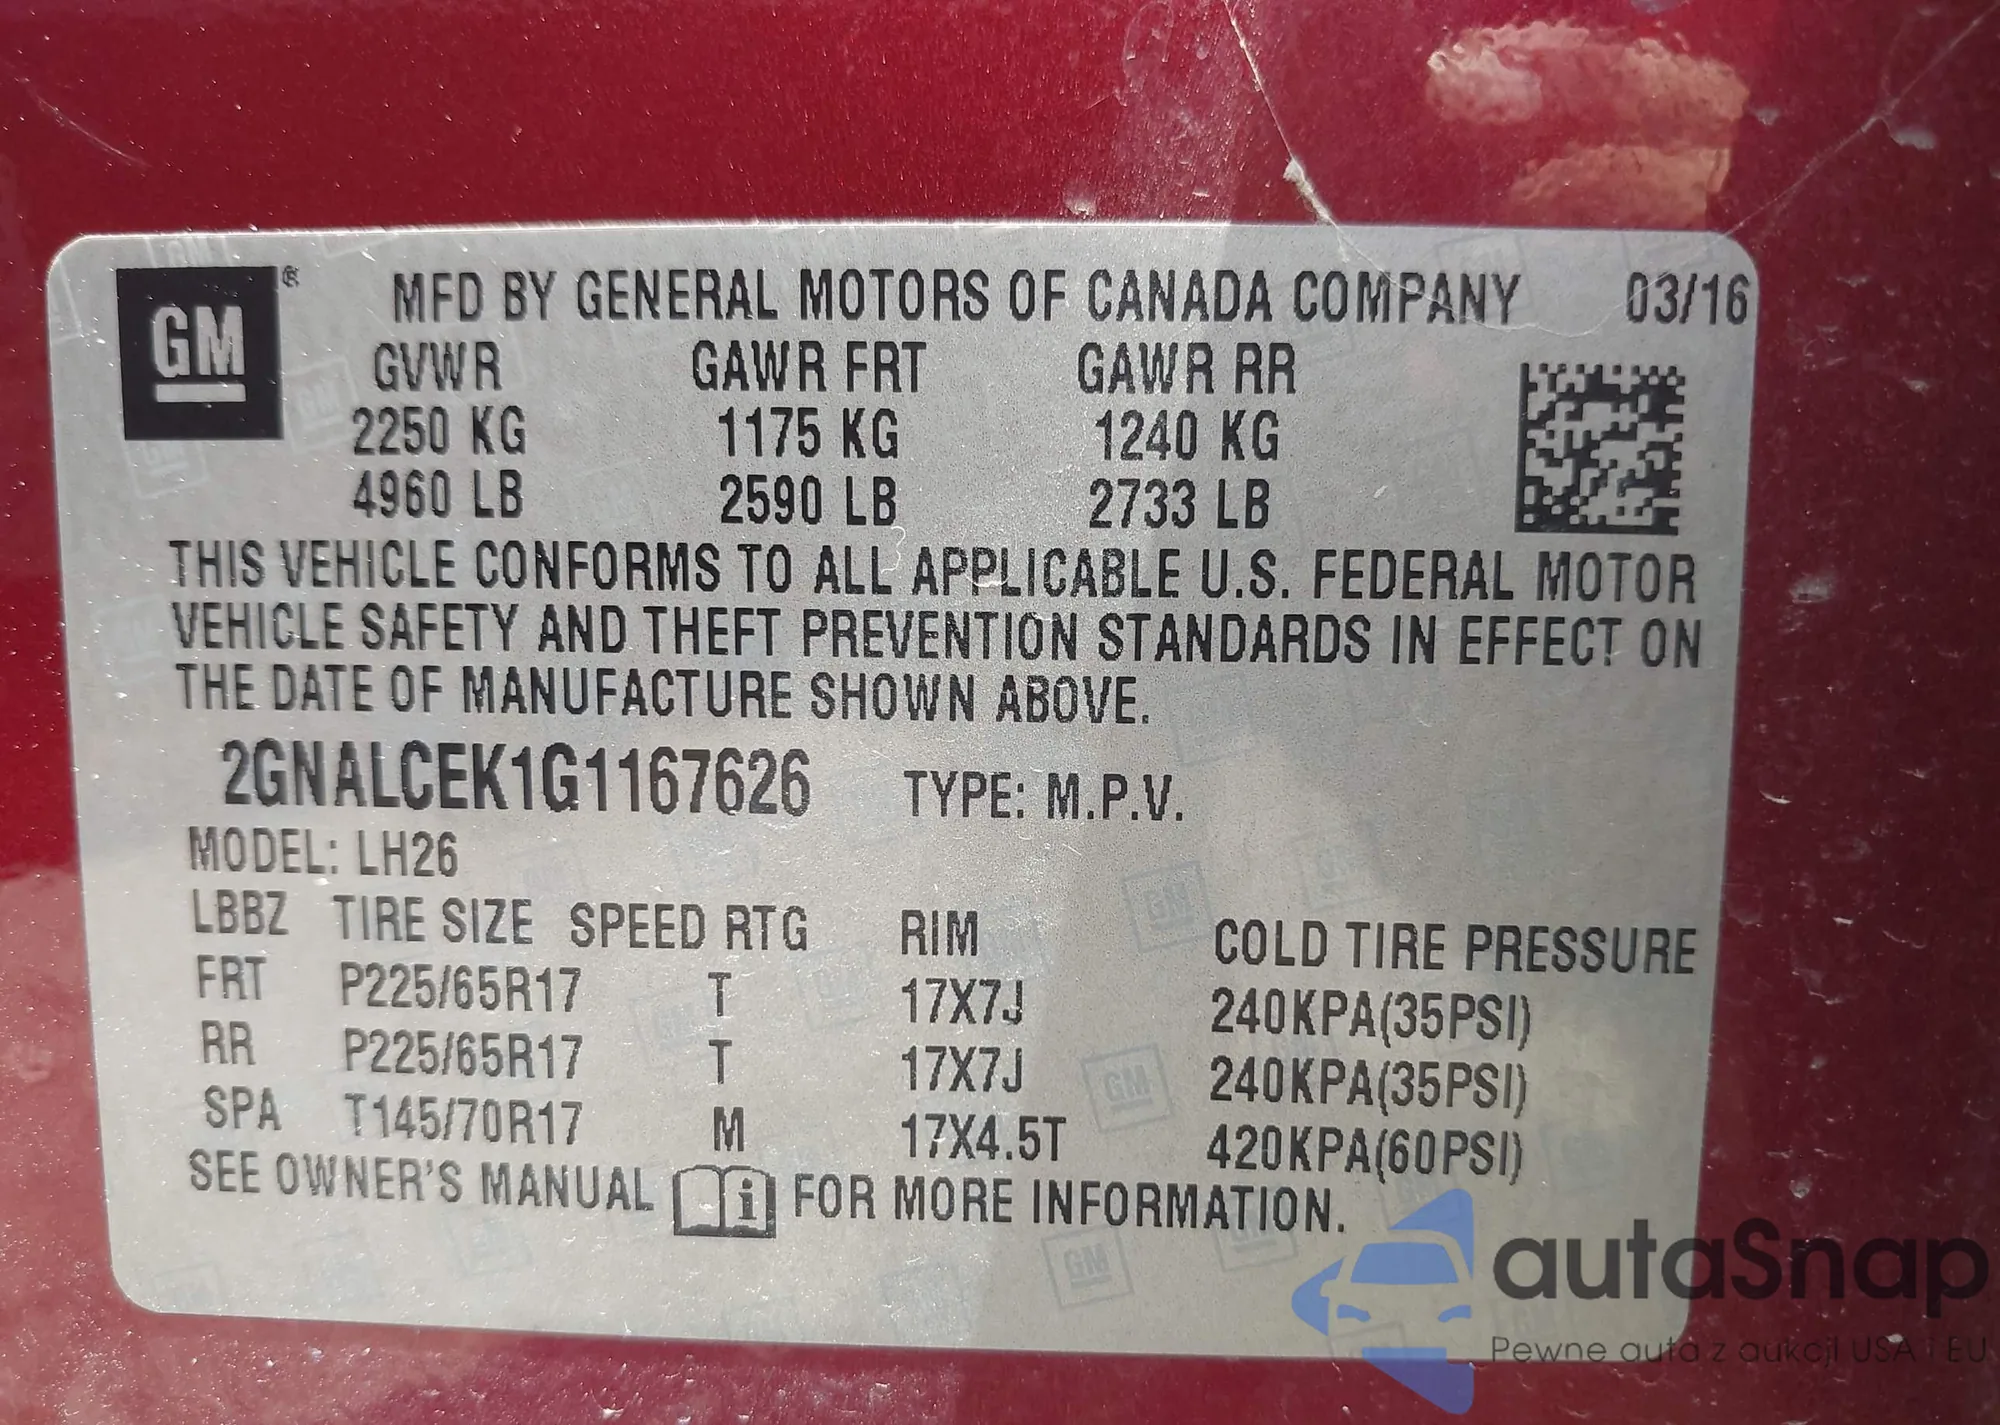 GM® MFD BY GENERAL MOTORS OF CANADA COMPANY 03/16
GVWR GAWR FRT GAWR RR
2250 KG 1175 KG 1240 KG
4960 LB 2590 LB 2733 LB
THIS VEHICLE CONFORMS TO ALL APPLICABLE U.S. FEDERAL MOTOR
VEHICLE SAFETY AND THEFT PREVENTION STANDARDS IN EFFECT ON
THE DATE OF MANUFACTURE SHOWN ABOVE.
2GNALCEK1G1167626 TYPE: M.P.V.
MODEL: LH26
LBBZ TIRE SIZE SPEED RTG RIM COLD TIRE PRESSURE
FRT P225/65R17 T 17X7J 240KPA(35PSI)
RR P225/65R17 T 17X7J 240KPA(35PSI)
SPA T145/70R17 M 17X4.5T 420KPA(60PSI)
SEE OWNER'S MANUAL i FOR MORE INFORMATION.
autaSnap
Pewne auta z aukcji USA i EU